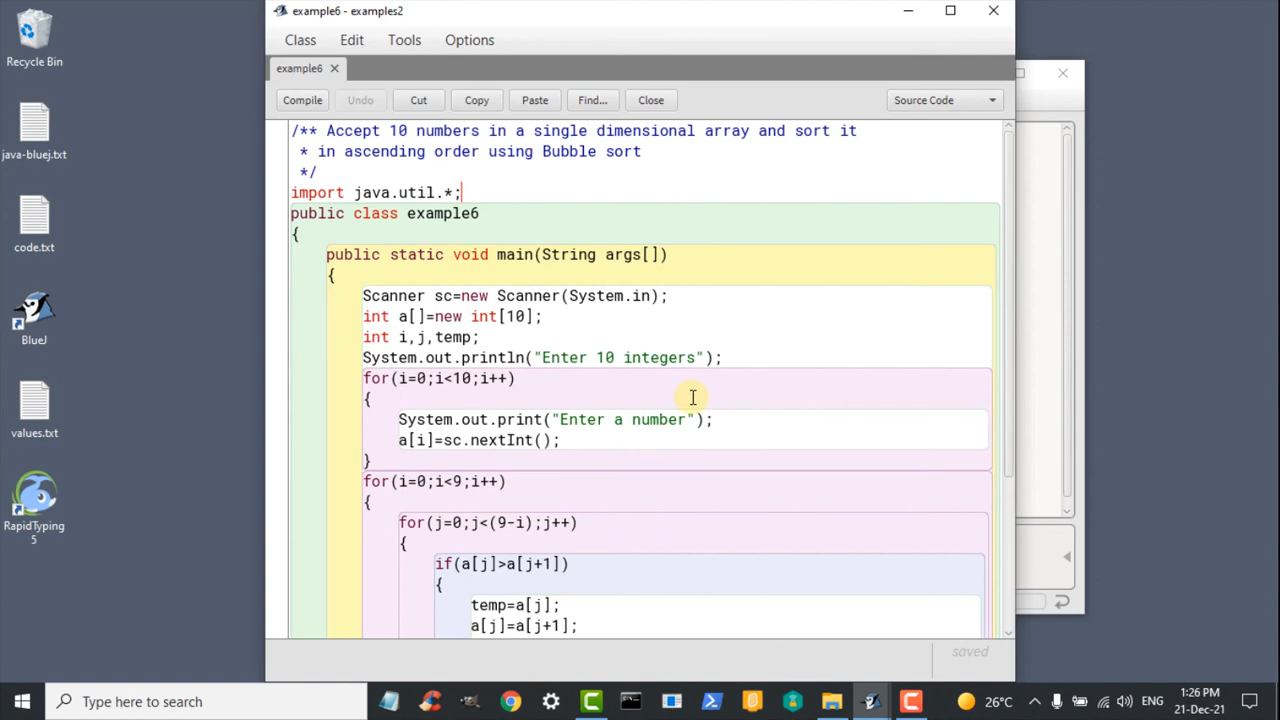 example6 - examples2
Class Edit Tools Options
example6
Compile Undo Cut Copy Paste Find... Close Source Code
/** Accept 10 numbers in a single dimensional array and sort it
* in ascending order using Bubble sort
*/
import java.util.*;
public class example6
{
public static void main(String args[])
{
Scanner sc=new Scanner(System.in);
int a[]=new int[10];
int i,j,temp;
System.out.println("Enter 10 integers");
for(i=0;i<10;i++)
{
System.out.print("Enter a number");
a[i]=sc.nextInt();
}
for(i=0;i<9;i++)
{
for(j=0;j<(9-i);j++)
{
if(a[j]>a[j+1])
{
temp=a[j];
a[j]=a[j+1];
saved
Recycle Bin
java-bluej.txt
code.txt
BlueJ
values.txt
RapidTyping
5
Type here to search
26°C
ENG
1:26 PM
21-Dec-21